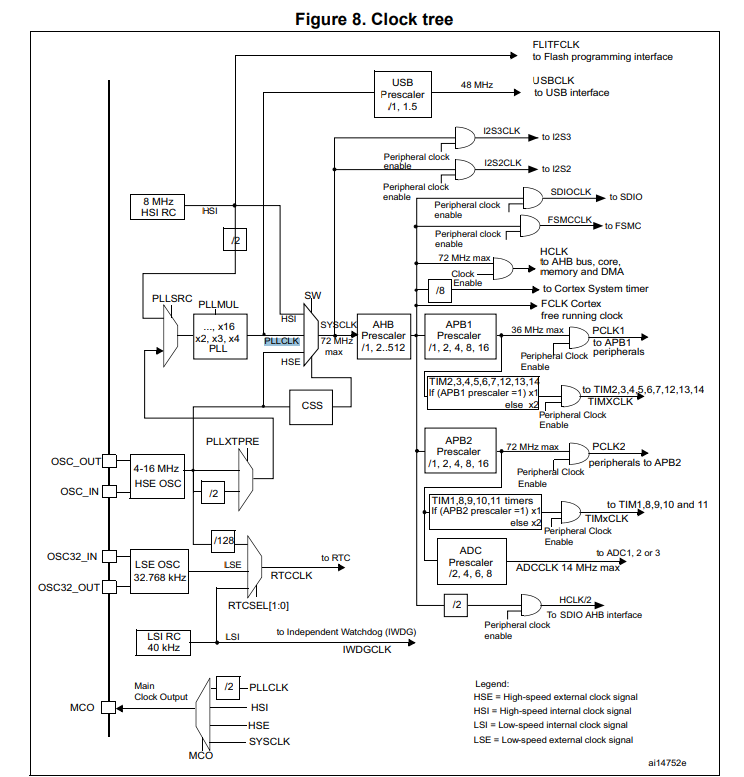 Figure 8. Clock tree
FLITFCLK
to Flash programming interface
USB
Prescaler
/1, 1.5
48 MHz
USBCLK
to USB interface
I2S3CLK
to I2S3
Peripheral clock
enable
I2S2CLK
to I2S2
Peripheral clock
enable
SDIOCLK
to SDIO
Peripheral clock
enable
FSMCCLK
to FSMC
Peripheral clock
enable
8 MHz
HSI RC
HSI
/2
72 MHz max
Clock
Enable
HCLK
to AHB bus, core,
memory and DMA
/8
to Cortex System timer
FCLK Cortex
free running clock
PLLSRC
PLLMUL
..., x16
x2, x3, x4
PLL
SW
HSI
PLLCLK
HSE
SYSCLK
72 MHz
max
AHB
Prescaler
/1, 2..512
APB1
Prescaler
/1, 2, 4, 8, 16
36 MHz max
PCLK1
to APB1
peripherals
Peripheral Clock
Enable
TIM2,3,4,5,6,7,12,13,14
If (APB1 prescaler =1) x1
else x2
to TIM2,3,4,5,6,7,12,13,14
TIMXCLK
Peripheral Clock
Enable
CSS
PLLXTPRE
OSC_OUT
OSC_IN
4-16 MHz
HSE OSC
/2
APB2
Prescaler
/1, 2, 4, 8, 16
72 MHz max
PCLK2
peripherals to APB2
Peripheral Clock
Enable
TIM1,8,9,10,11 timers
If (APB2 prescaler =1) x1
else x2
to TIM1,8,9,10 and 11
TIMxCLK
Peripheral Clock
Enable
/128
OSC32_IN
OSC32_OUT
LSE OSC
32.768 kHz
LSE
to RTC
RTCCLK
RTCSEL[1:0]
ADC
Prescaler
/2, 4, 6, 8
to ADC1, 2 or 3
ADCCLK 14 MHz max
/2
HCLK/2
To SDIO AHB interface
Peripheral clock
enable
LSI RC
40 kHz
LSI
to Independent Watchdog (IWDG)
IWDGCLK
MCO
Main
Clock Output
/2
PLLCLK
HSI
HSE
SYSCLK
MCO
Legend:
HSE = High-speed external clock signal
HSI = High-speed internal clock signal
LSI = Low-speed internal clock signal
LSE = Low-speed external clock signal
ai14752e